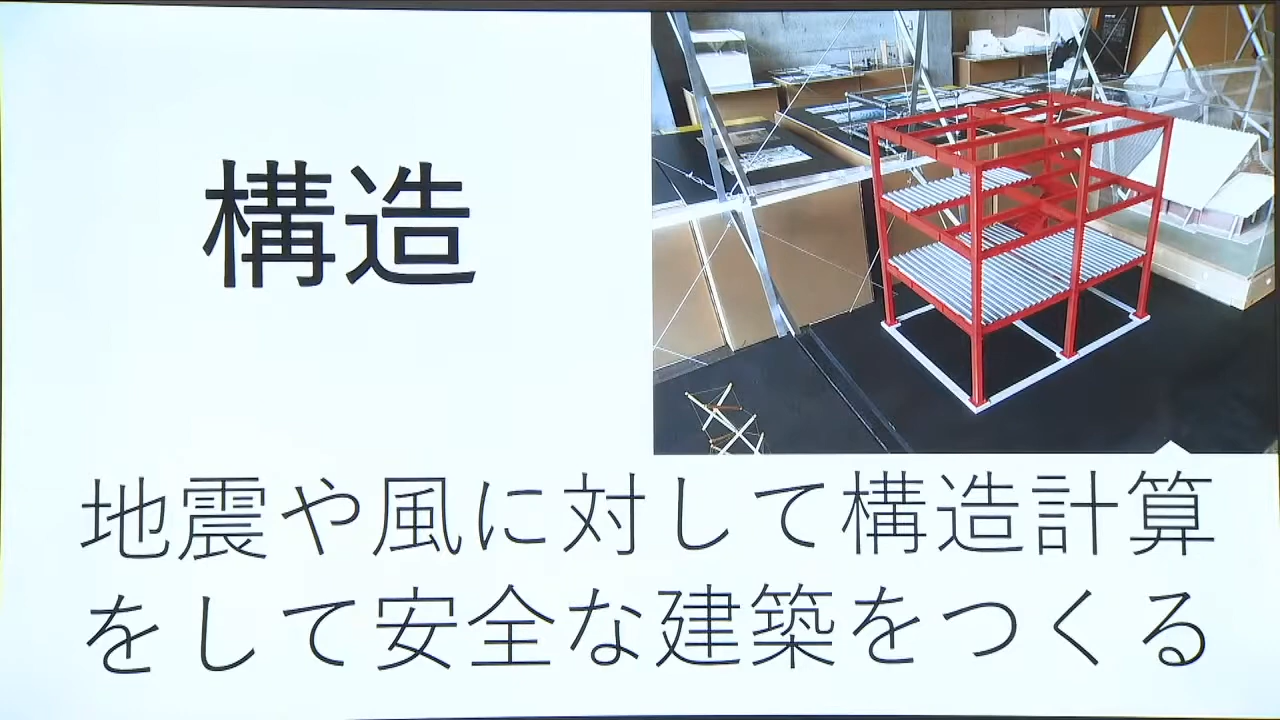 構造
地震や風に対して構造計算
をして安全な建築をつくる